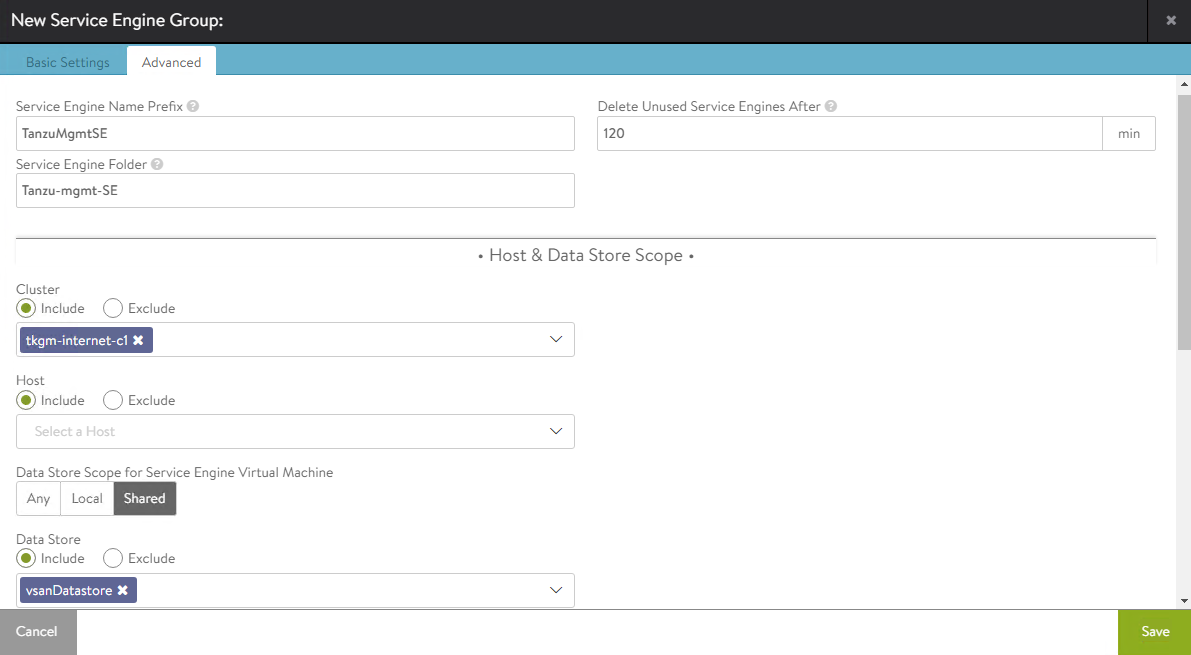 New Service Engine Group:
Basic Settings Advanced
Service Engine Name Prefix
TanzuMgmtSE
Delete Unused Service Engines After
120 min
Service Engine Folder
Tanzu-mgmt-SE
• Host & Data Store Scope •
Cluster
Include Exclude
tkgm-internet-c1
Host
Include Exclude
Select a Host
Data Store Scope for Service Engine Virtual Machine
Any Local Shared
Data Store
Include Exclude
vsanDatastore
Cancel Save